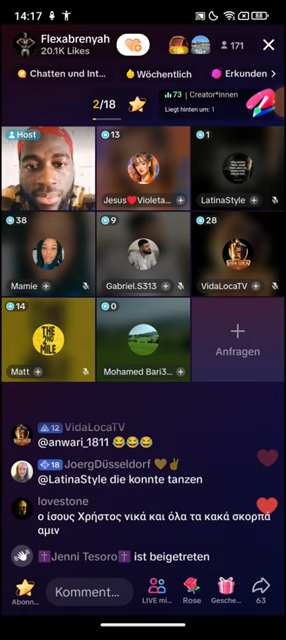 14:17
55
Flexabrenyah
20.1K Likes
171
Chatten und Int...
Wöchentlich
Erkunden
2/18
73 | Creator*innen
Liegt hinten um: 1
Host
13
1
Jesus❤️Violeta...
LatinaStyle
38
9
28
Mamie
Gabriel.S313
VidaLocaTV
14
0
THE 2ND MILE
Matt
Mohamed Bari3...
Anfragen
12 VidaLocaTV
@anwari_1811 😂😂😂
18 JoergDüsseldorf 💛✌️
@LatinaStyle die konnte tanzen
lovestone
ο ίσους Χρήστος νικά και όλα τα κακά σκορπά
αμιν
✝️Jenni Tesoro✝️ ist beigetreten
Abonn...
Komment...
LIVE mi...
Rose
Gesche...
63